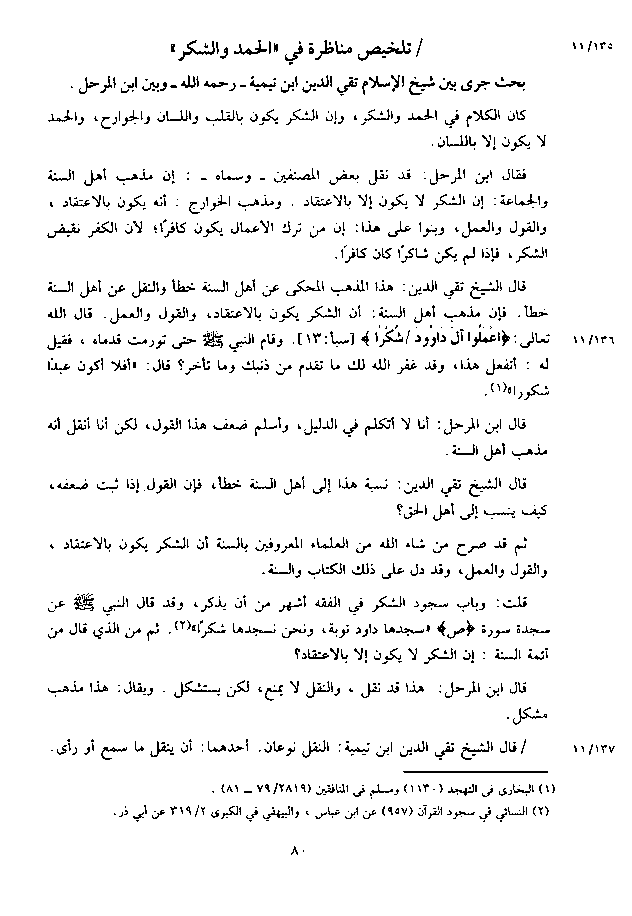 ١١/١٣٥
/ تلخيص مناظرة في «الحمد والشكر»
بحث جرى بين شيخ الإسلام تقي الدين ابن تيمية ـ رحمه الله ـ وبين ابن المرحل .
كان الكلام في الحمد والشكر، وإن الشكر يكون بالقلب واللسان والجوارح، والحمد
لا يكون إلا باللسان.
فقال ابن المرحل: قد نقل بعض المصنفين ـ وسماه ـ : إن مذهب أهل السنة
والجماعة: إن الشكر لا يكون إلا بالاعتقاد . ومذهب الخوارج : أنه يكون بالاعتقاد ،
والقول والعمل، وبنوا على هذا: إن من ترك الأعمال يكون كافرًا؛ لأن الكفر نقيض
الشكر، فإذا لم يكن شاكرًا كان كافرًا.
قال الشيخ تقي الدين: هذا المذهب المحكى عن أهل السنة خطأ والنقل عن أهل السنة
خطأ. فإن مذهب أهل السنة: أن الشكر يكون بالاعتقاد، والقول والعمل. قال الله
تعالى: ﴿اعْمَلُوا آلَ دَاوُودَ /شُكْرًا ﴾ [سبأ:١٣]. وقام النبي ﷺ حتى تورمت قدماه ، فقيل
١١/١٣٦
له : أتفعل هذا، وقد غفر الله لك ما تقدم من ذنبك وما تأخر؟ قال: «أفلا أكون عبدًا
شكورا»(١).
قال ابن المرحل: أنا لا أتكلم في الدليل، وأسلم ضعف هذا القول، لكن أنا أنقل أنه
مذهب أهل السنة.
قال الشيخ تقي الدين: نسبة هذا إلى أهل السنة خطأ، فإن القول إذا ثبت ضعفه،
كيف ينسب إلى أهل الحق؟
ثم قد صرح من شاء الله من العلماء المعروفين بالسنة أن الشكر يكون بالاعتقاد ،
والقول والعمل، وقد دل على ذلك الكتاب والسنة.
قلت: وباب سجود الشكر في الفقه أشهر من أن يذكر، وقد قال النبي ﷺ عن
سجدة سورة ﴿ص﴾ «سجدها داود توبة، ونحن نسجدها شكرًا»(٢). ثم من الذي قال من
أئمة السنة : إن الشكر لا يكون إلا بالاعتقاد؟
قال ابن المرحل: هذا قد نقل ، والنقل لا يمنع، لكن يستشكل . ويقال: هذا مذهب
مشكل.
/ قال الشيخ تقي الدين ابن تيمية: النقل نوعان. أحدهما: أن ينقل ما سمع أو رأى.
١١/١٣٧
(١) البخارى فى التهجد (١١٣٠) ومسلم فى المنافقين (٧٩/٢٨١٩ ـ ٨١) .
(٢) النسائي في سجود القرآن (٩٥٧) عن ابن عباس ، والبيهقي في الكبرى ٣١٩/٢ عن أبي ذر.
٨٠